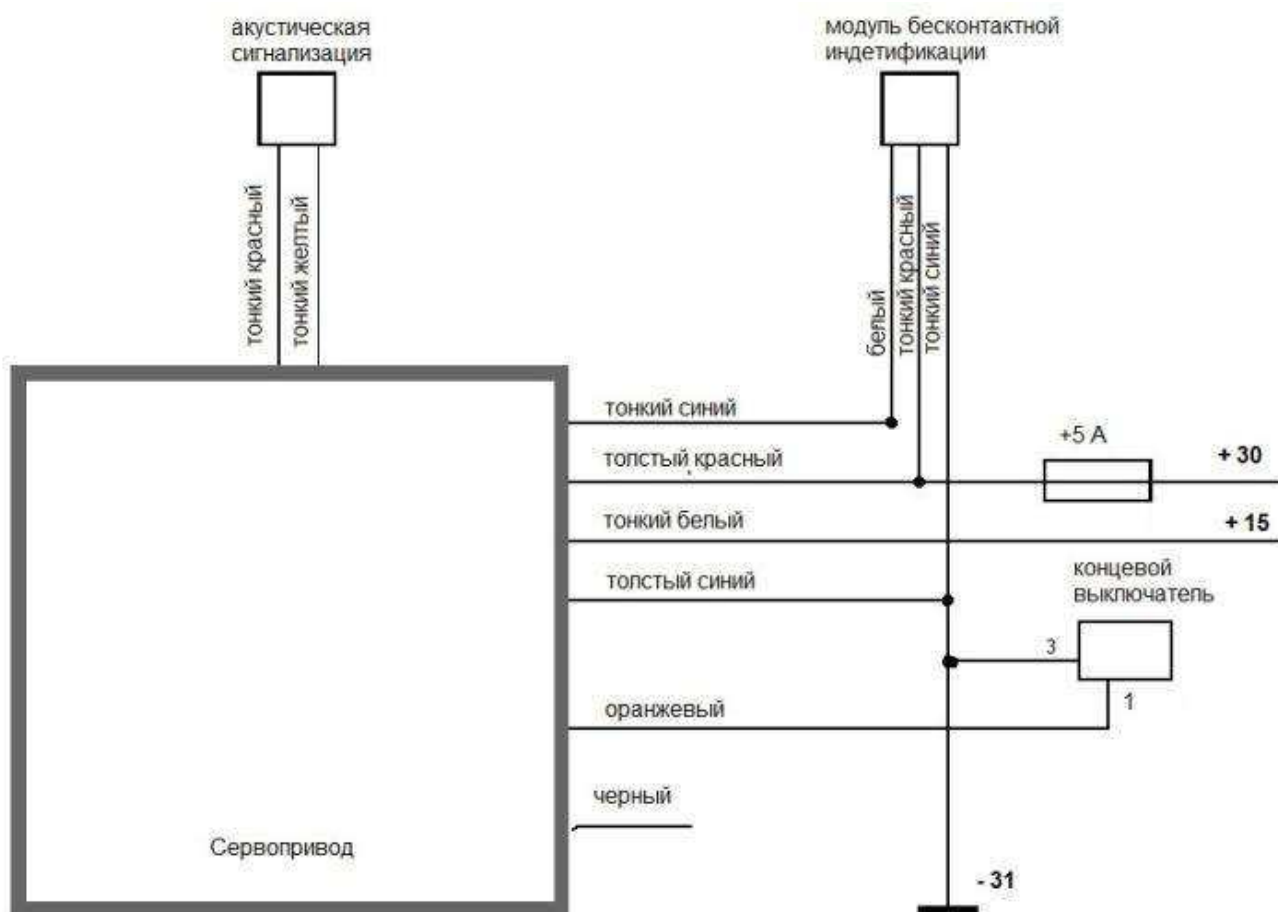 акустическая
сигнализация
модуль бесконтактной
индетификации
тонкий красный
тонкий желтый
белый
тонкий красный
тонкий синий
тонкий синий
толстый красный
+5 А
+ 30
тонкий белый
+ 15
толстый синий
концевой
выключатель
3
1
оранжевый
черный
Сервопривод
- 31